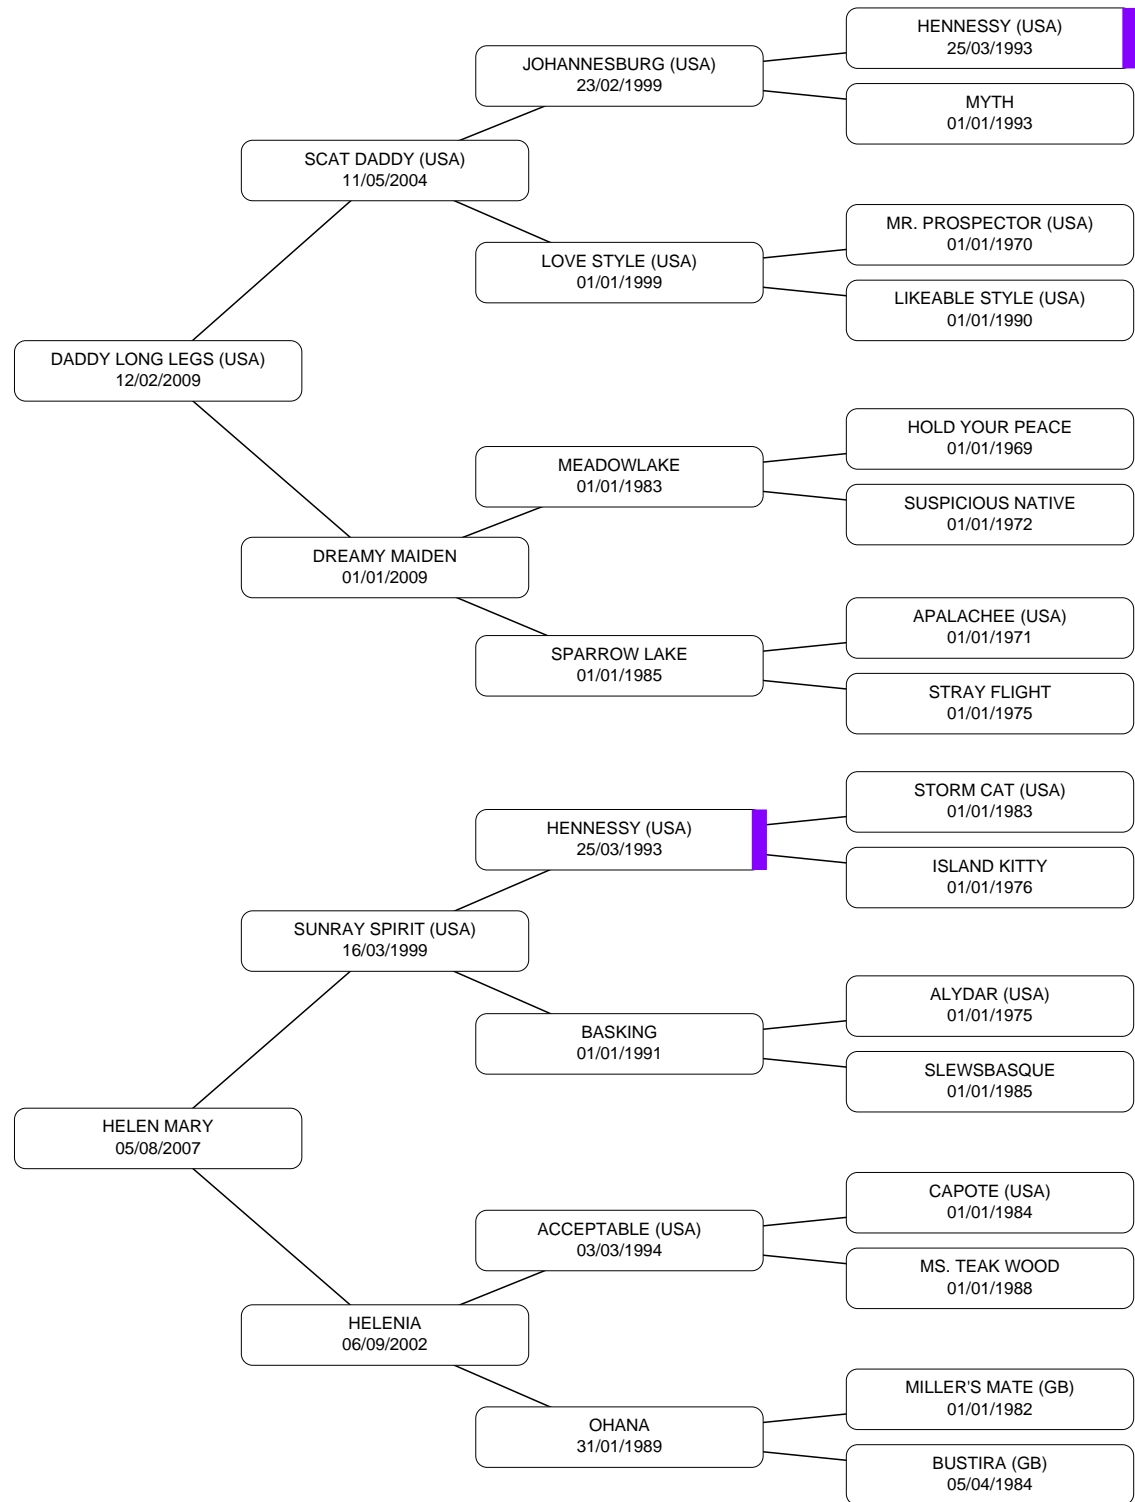 HENNESSY (USA)
25/03/1993
JOHANNESBURG (USA)
23/02/1999
MYTH
01/01/1993
SCAT DADDY (USA)
11/05/2004
MR. PROSPECTOR (USA)
01/01/1970
LOVE STYLE (USA)
01/01/1999
LIKEABLE STYLE (USA)
01/01/1990
DADDY LONG LEGS (USA)
12/02/2009
HOLD YOUR PEACE
01/01/1969
MEADOWLAKE
01/01/1983
SUSPICIOUS NATIVE
01/01/1972
DREAMY MAIDEN
01/01/2009
APALACHEE (USA)
01/01/1971
SPARROW LAKE
01/01/1985
STRAY FLIGHT
01/01/1975
STORM CAT (USA)
01/01/1983
HENNESSY (USA)
25/03/1993
ISLAND KITTY
01/01/1976
SUNRAY SPIRIT (USA)
16/03/1999
ALYDAR (USA)
01/01/1975
BASKING
01/01/1991
SLEWSBASQUE
01/01/1985
HELEN MARY
05/08/2007
CAPOTE (USA)
01/01/1984
ACCEPTABLE (USA)
03/03/1994
MS. TEAK WOOD
01/01/1988
HELENIA
06/09/2002
MILLER'S MATE (GB)
01/01/1982
OHANA
31/01/1989
BUSTIRA (GB)
05/04/1984